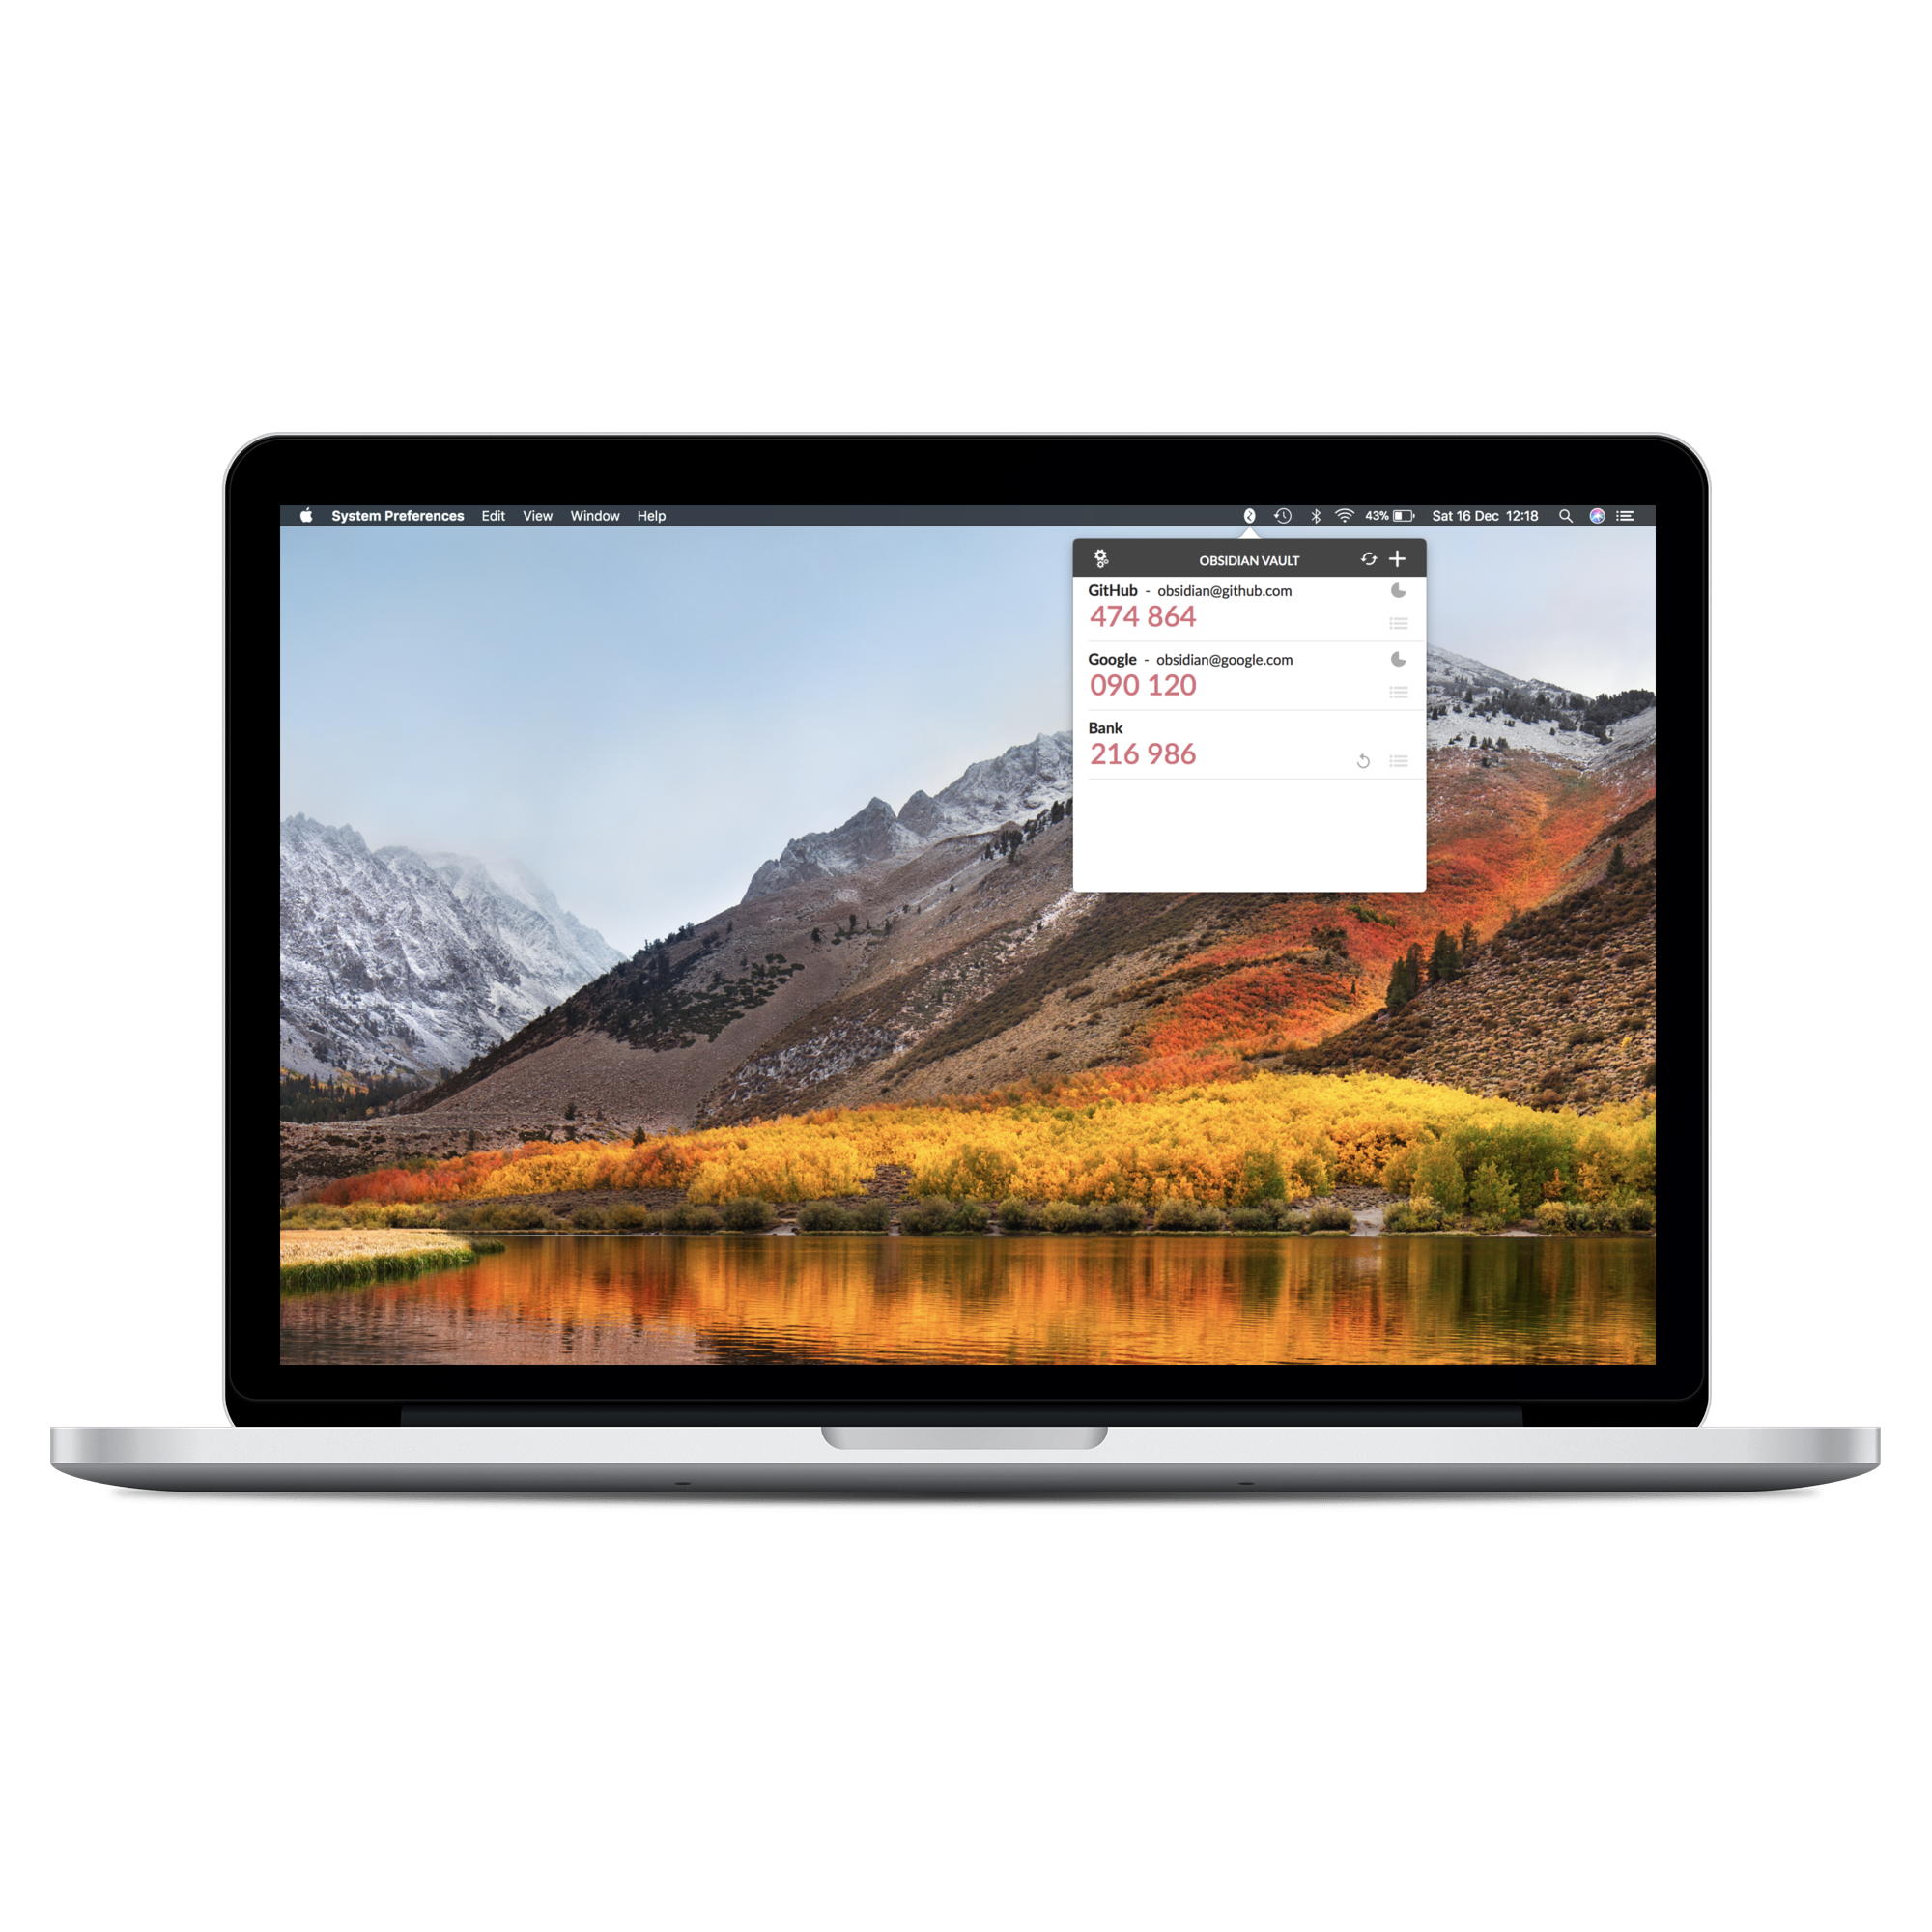 System Preferences Edit View Window Help 43% Sat 16 Dec 12:18
OBSIDIAN VAULT
GitHub - obsidian@github.com
474 864
Google - obsidian@google.com
090 120
Bank
216 986